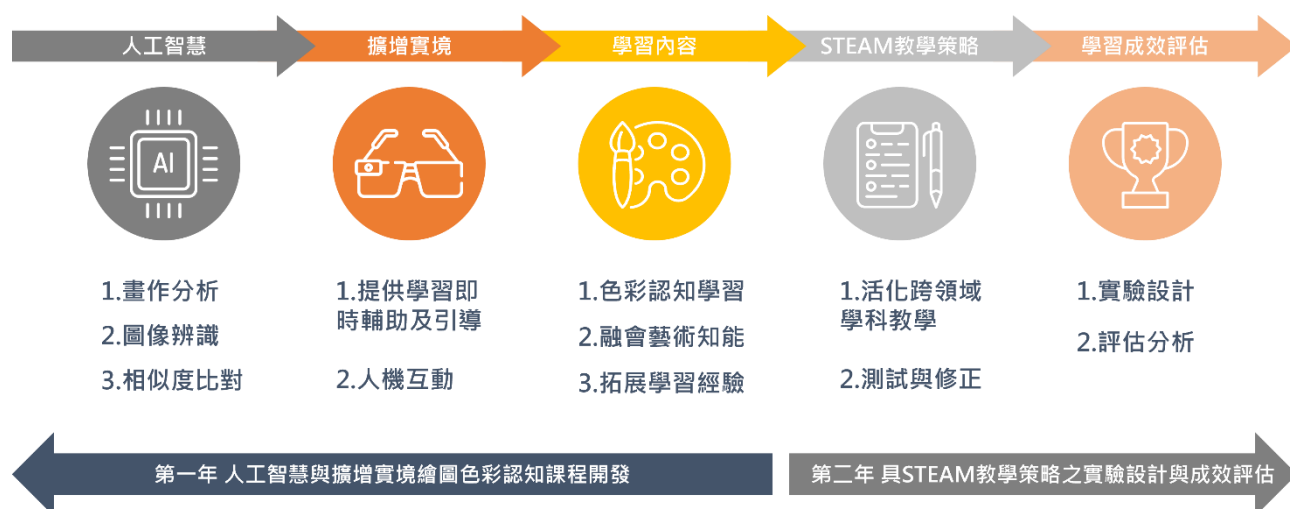 人工智慧
擴增實境
學習內容
STEAM教學策略
學習成效評估
AI
1.畫作分析
2.圖像辨識
3.相似度比對
1.提供學習即
時輔助及引導
2.人機互動
1.色彩認知學習
2.融會藝術知能
3.拓展學習經驗
1.活化跨領域
學科教學
2.測試與修正
1.實驗設計
2.評估分析
第一年 人工智慧與擴增實境繪圖色彩認知課程開發
第二年 具STEAM教學策略之實驗設計與成效評估